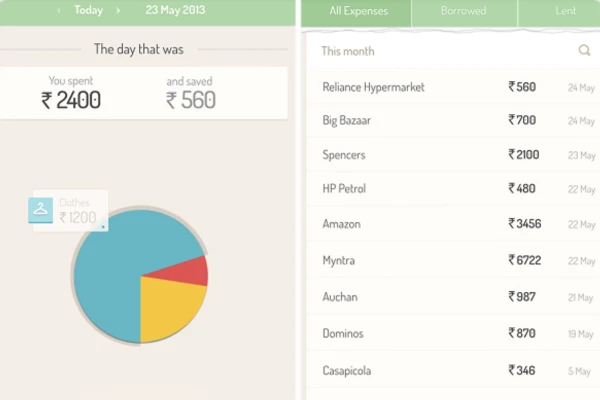 ‹ Today › 23 May 2013
The day that was
You spent and saved
₹ 2400 ₹ 560
Clothes
₹ 1200
All Expenses Borrowed Lent
This month
Reliance Hypermarket ₹ 560 24 May
Big Bazaar ₹ 700 24 May
Spencers ₹ 2100 23 May
HP Petrol ₹ 480 22 May
Amazon ₹ 3456 22 May
Myntra ₹ 6722 22 May
Auchan ₹ 987 21 May
Dominos ₹ 870 19 May
Casapicola ₹ 346 5 May